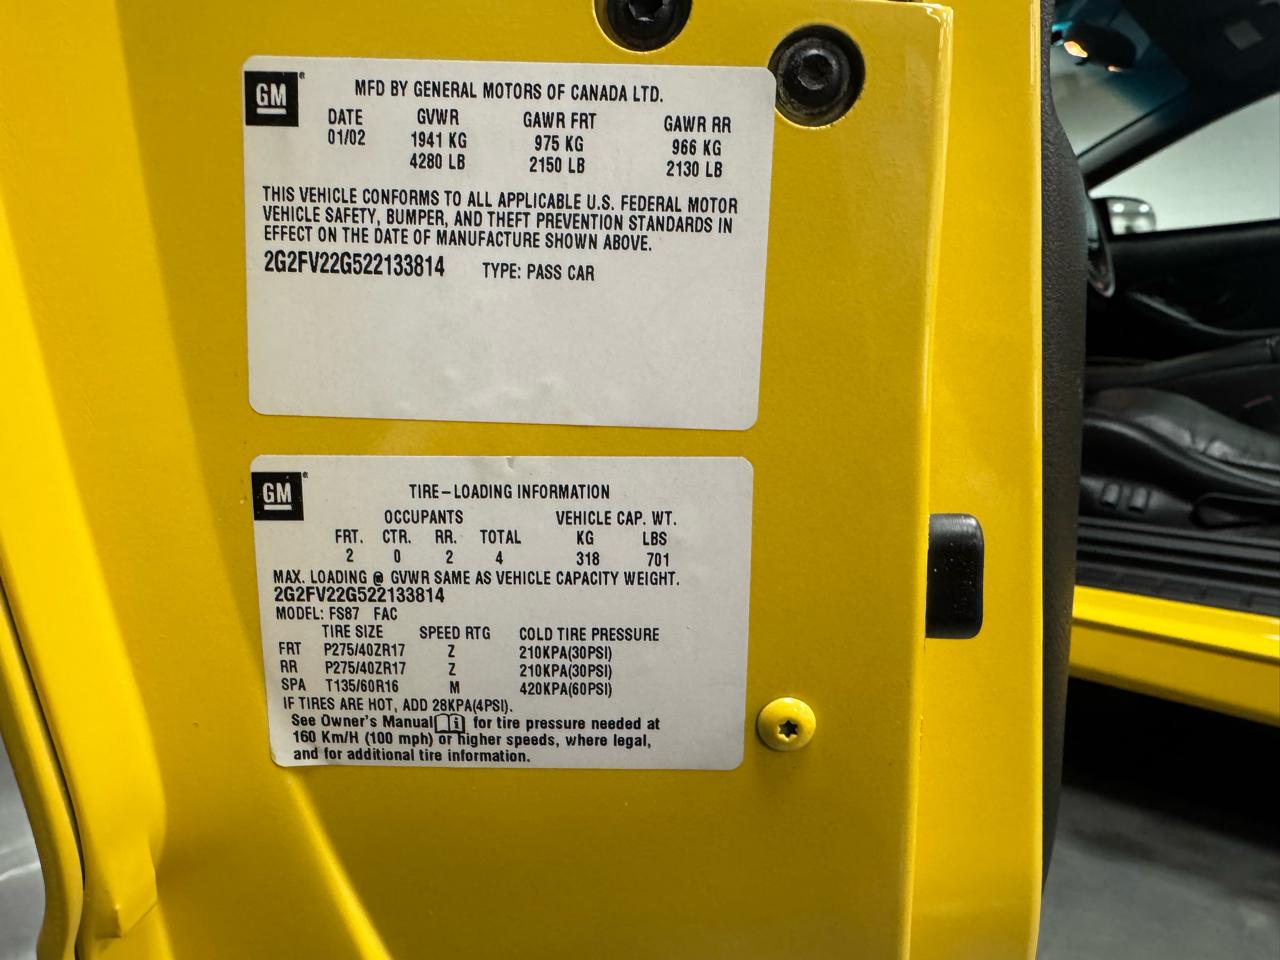 GM
MFD BY GENERAL MOTORS OF CANADA LTD.
DATE GVWR GAWR FRT GAWR RR
01/02 1941 KG 975 KG 966 KG
4280 LB 2150 LB 2130 LB
THIS VEHICLE CONFORMS TO ALL APPLICABLE U.S. FEDERAL MOTOR
VEHICLE SAFETY, BUMPER, AND THEFT PREVENTION STANDARDS IN
EFFECT ON THE DATE OF MANUFACTURE SHOWN ABOVE.
2G2FV22G522133814 TYPE: PASS CAR
GM
TIRE-LOADING INFORMATION
OCCUPANTS VEHICLE CAP. WT.
FRT. CTR. RR. TOTAL KG LBS
2 0 2 4 318 701
MAX. LOADING @ GVWR SAME AS VEHICLE CAPACITY WEIGHT.
2G2FV22G522133814
MODEL: FS87 FAC
TIRE SIZE SPEED RTG COLD TIRE PRESSURE
FRT P275/40ZR17 Z 210KPA(30PSI)
RR P275/40ZR17 Z 210KPA(30PSI)
SPA T135/60R16 M 420KPA(60PSI)
IF TIRES ARE HOT, ADD 28KPA(4PSI).
See Owner's Manual i for tire pressure needed at
160 Km/H (100 mph) or higher speeds, where legal,
and for additional tire information.